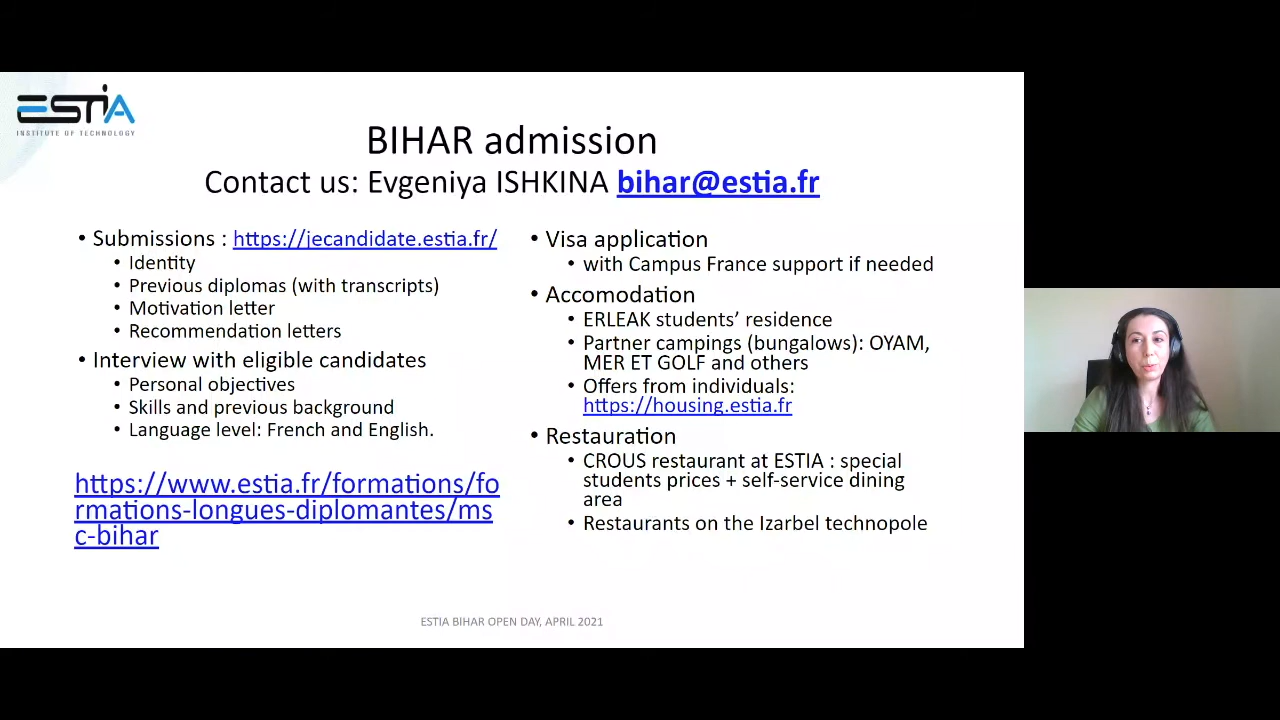 ESTIA
INSTITUTE OF TECHNOLOGY
BIHAR admission
Contact us: Evgeniya ISHKINA bihar@estia.fr
• Submissions : https://jecandidate.estia.fr/
• Identity
• Previous diplomas (with transcripts)
• Motivation letter
• Recommendation letters
• Interview with eligible candidates
• Personal objectives
• Skills and previous background
• Language level: French and English.
https://www.estia.fr/formations/fo
rmations-longues-diplomantes/ms
c-bihar
• Visa application
• with Campus France support if needed
• Accomodation
• ERLEAK students’ residence
• Partner campings (bungalows): OYAM,
MER ET GOLF and others
• Offers from individuals:
https://housing.estia.fr
• Restauration
• CROUS restaurant at ESTIA : special
students prices + self-service dining
area
• Restaurants on the Izarbel technopole
ESTIA BIHAR OPEN DAY, APRIL 2021